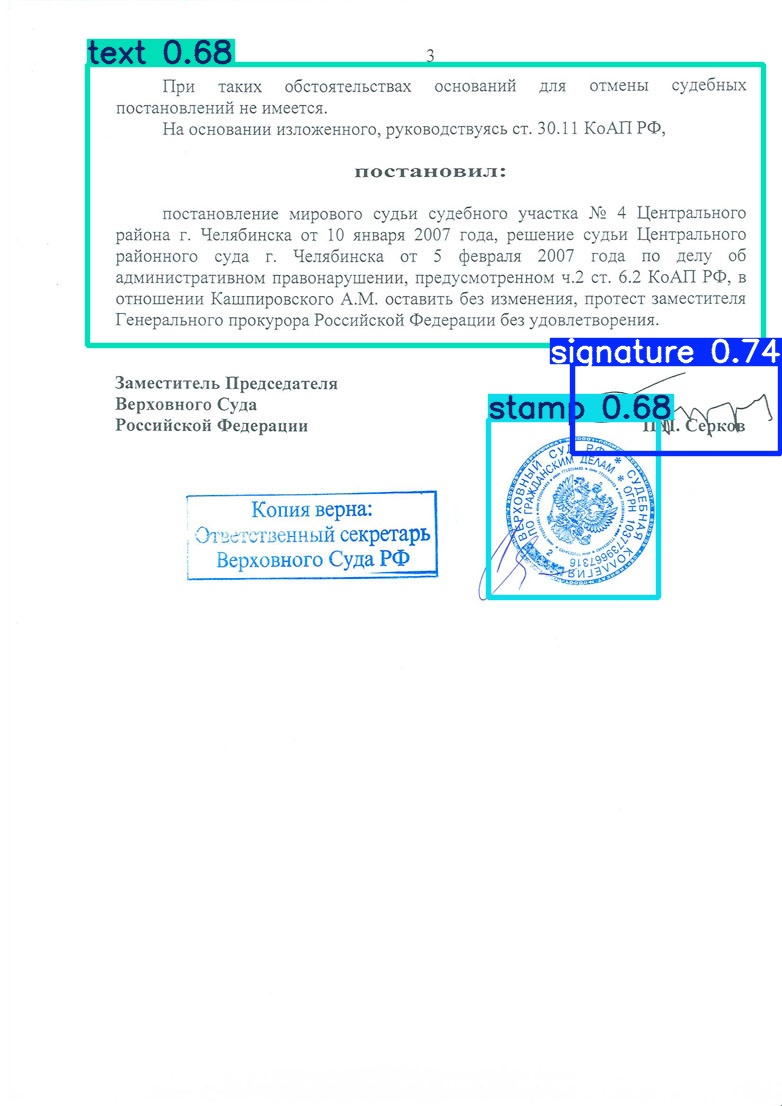 text 0.68
3
При таких обстоятельствах оснований для отмены судебных
постановлений не имеется.
На основании изложенного, руководствуясь ст. 30.11 КоАП РФ,
постановил:
постановление мирового судьи судебного участка № 4 Центрального
района г. Челябинска от 10 января 2007 года, решение судьи Центрального
районного суда г. Челябинска от 5 февраля 2007 года по делу об
административном правонарушении, предусмотренном ч.2 ст. 6.2 КоАП РФ, в
отношении Кашпировского А.М. оставить без изменения, протест заместителя
Генерального прокурора Российской Федерации без удовлетворения.
signature 0.74
Заместитель Председателя
Верховного Суда
Российской Федерации
stamp 0.68
Серков
ВЕРХОВНЫЙ СУД РФ * СУДЕБНАЯ КОЛЛЕГИЯ
ПО ГРАЖДАНСКИМ ДЕЛАМ * ОГРН 1037739667316
2
Копия верна:
Ответственный секретарь
Верховного Суда РФ